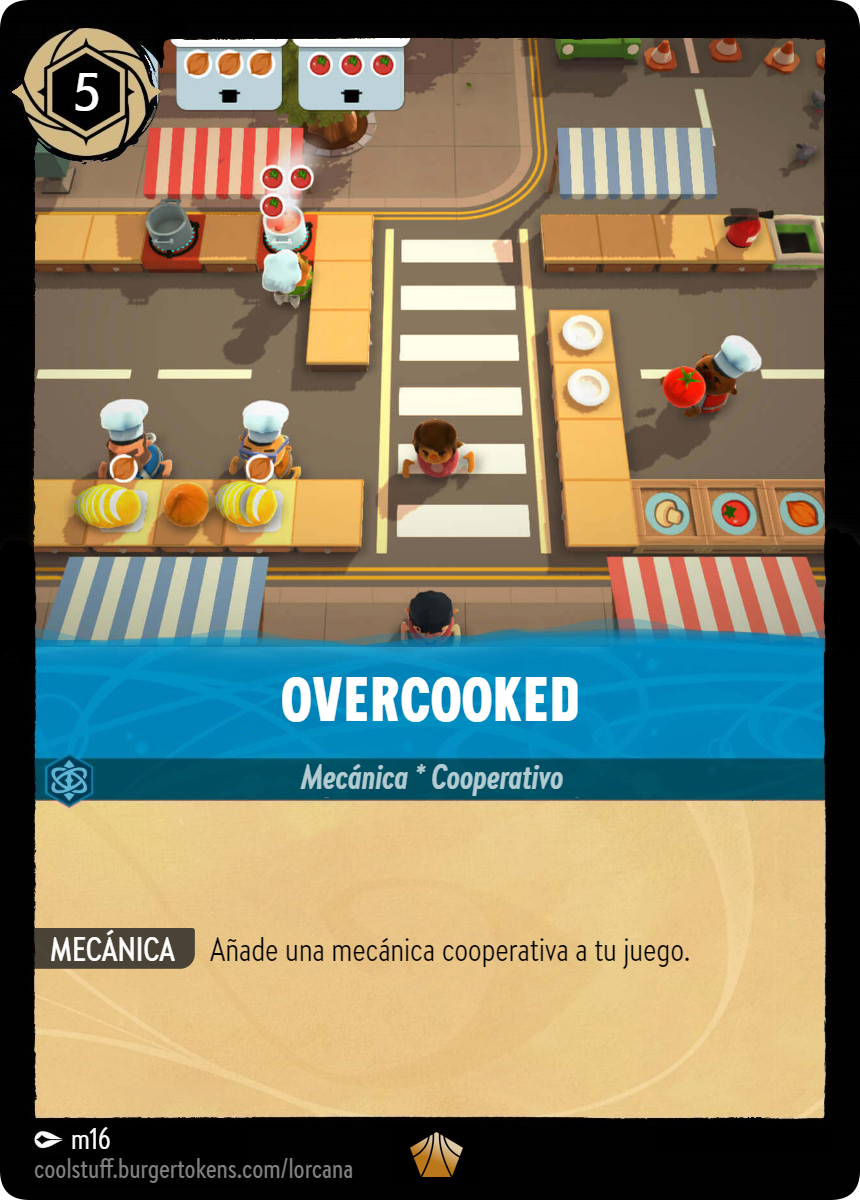 5
OVERCOOKED
Mecánica * Cooperativo
MECÁNICA Añade una mecánica cooperativa a tu juego.
m16
coolstuff.burgertokens.com/lorcana